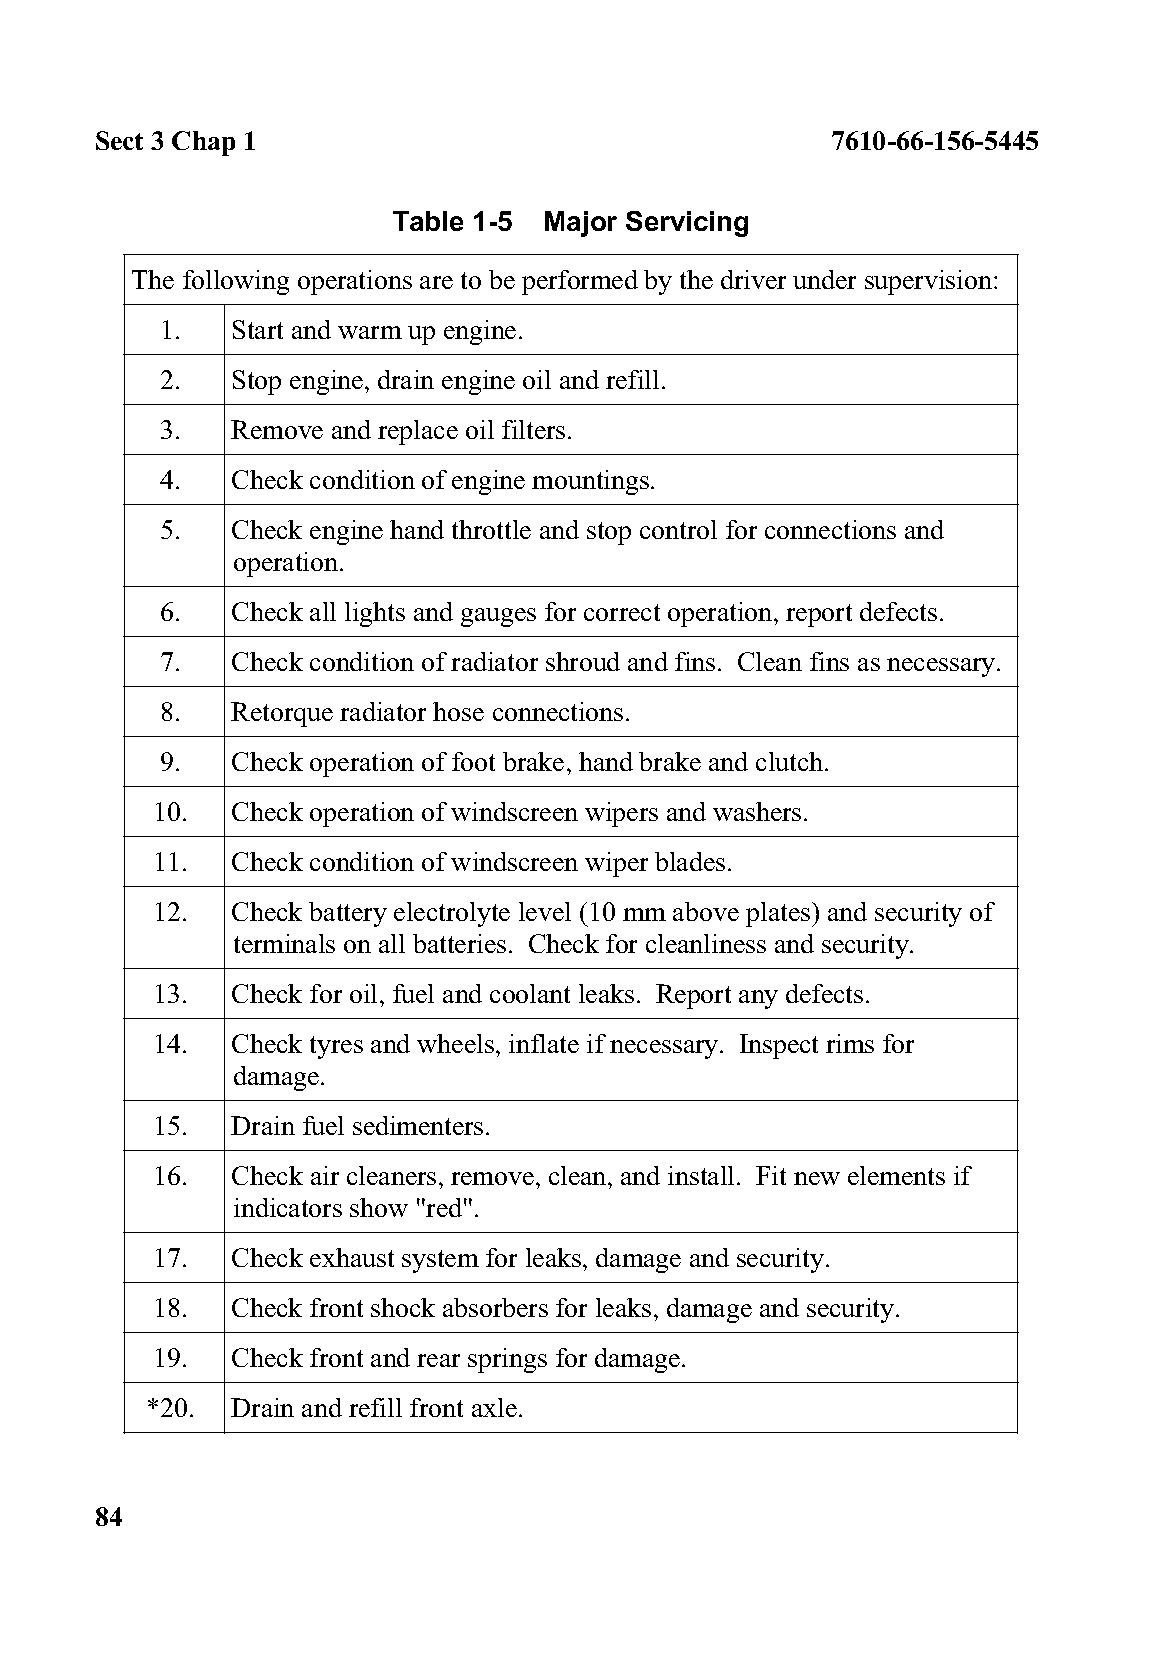 Sect 3 Chap 1 7610-66-156-5445
Table 1-5 Major Servicing
The following operations are to be performed by the driver under supervision:
1. Start and warm up engine.
2. Stop engine, drain engine oil and refill.
3. Remove and replace oil filters.
4. Check condition of engine mountings.
5. Check engine hand throttle and stop control for connections and
operation.
6. Check all lights and gauges for correct operation, report defects.
7. Check condition of radiator shroud and fins. Clean fins as necessary.
8. Retorque radiator hose connections.
9. Check operation of foot brake, hand brake and clutch.
10. Check operation of windscreen wipers and washers.
11. Check condition of windscreen wiper blades.
12. Check battery electrolyte level (10 mm above plates) and security of
terminals on all batteries. Check for cleanliness and security.
13. Check for oil, fuel and coolant leaks. Report any defects.
14. Check tyres and wheels, inflate if necessary. Inspect rims for
damage.
15. Drain fuel sedimenters.
16. Check air cleaners, remove, clean, and install. Fit new elements if
indicators show "red".
17. Check exhaust system for leaks, damage and security.
18. Check front shock absorbers for leaks, damage and security.
19. Check front and rear springs for damage.
*20. Drain and refill front axle.
84